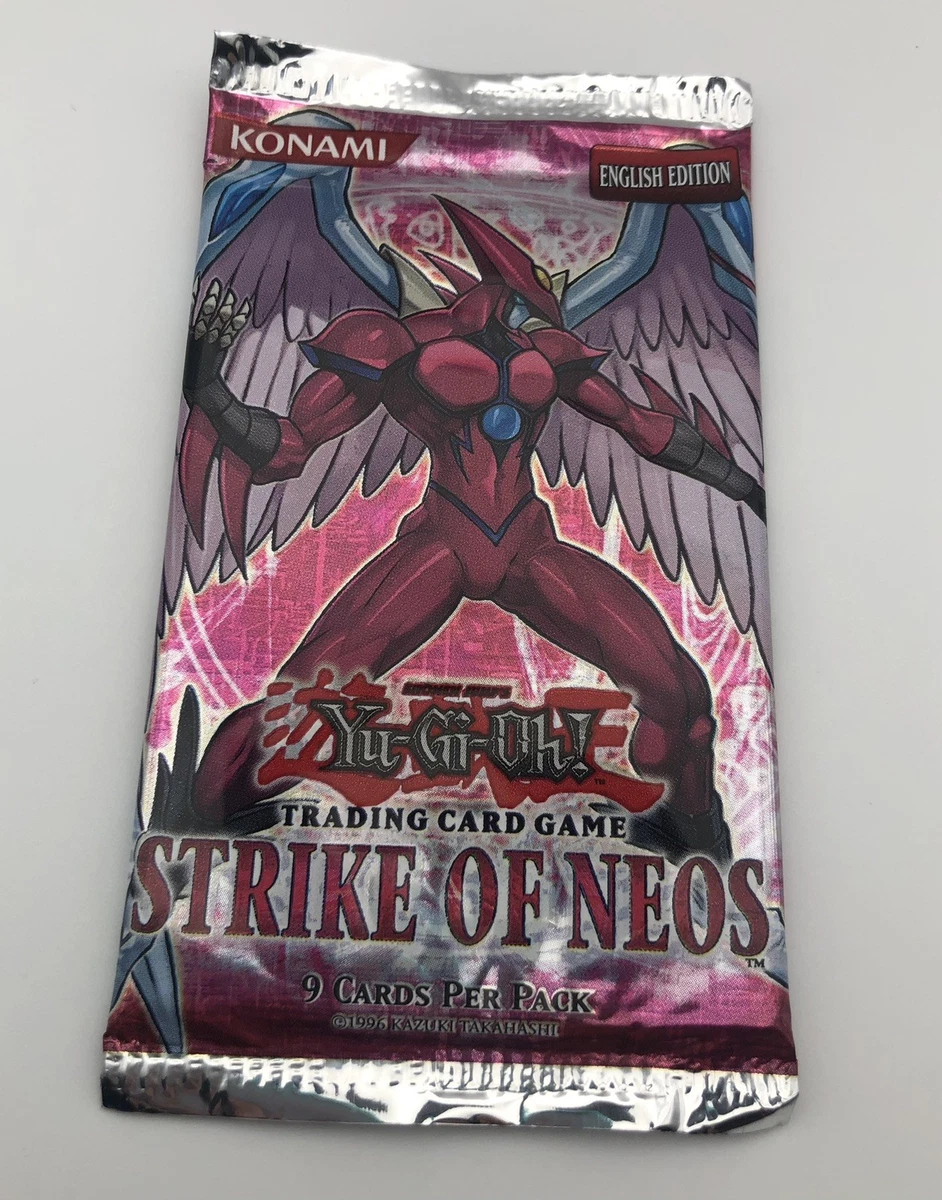 KONAMI
ENGLISH EDITION
Yu-Gi-Oh!
TM
TRADING CARD GAME
STRIKE OF NEOS
TM
9 CARDS PER PACK
©1996 KAZUKI TAKAHASHI